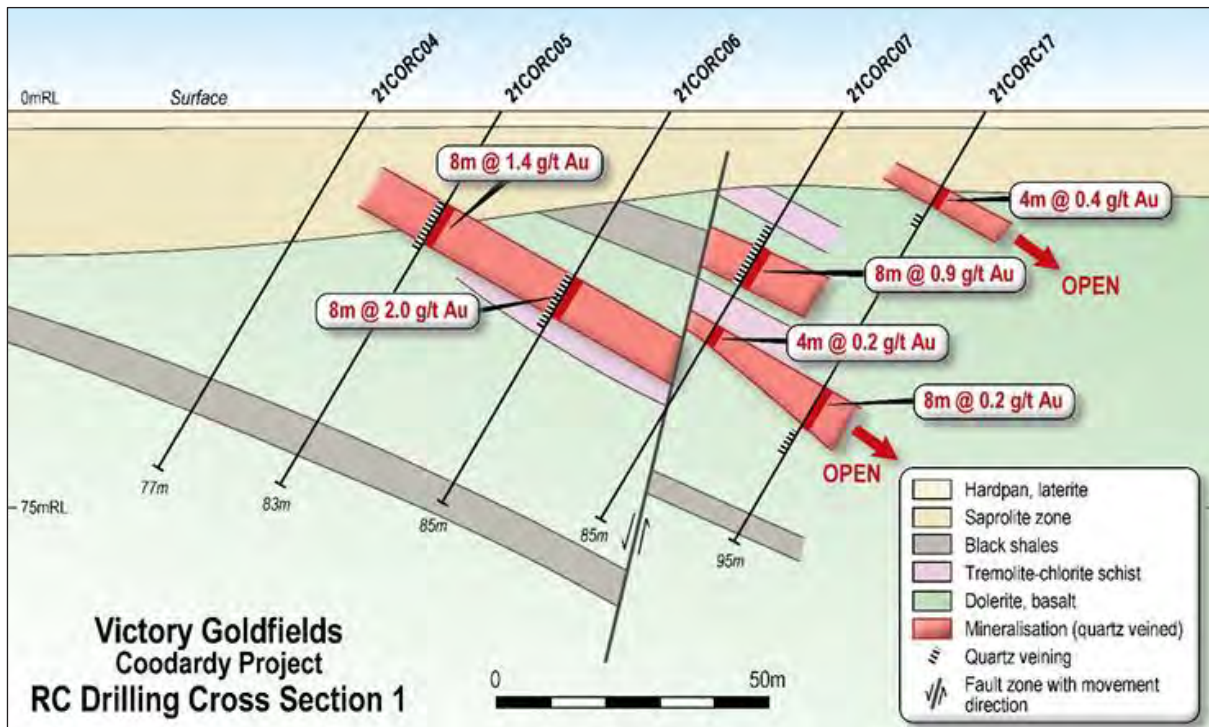 21CORC04
21CORC05
21CORC06
21CORC07
21CORC17
0mRL
Surface
8m @ 1.4 g/t Au
4m @ 0.4 g/t Au
8m @ 0.9 g/t Au
OPEN
8m @ 2.0 g/t Au
4m @ 0.2 g/t Au
8m @ 0.2 g/t Au
OPEN
77m
83m
85m
85m
95m
75mRL
Hardpan, laterite
Saprolite zone
Black shales
Tremolite-chlorite schist
Dolerite, basalt
Mineralisation (quartz veined)
Quartz veining
Fault zone with movement
direction
Victory Goldfields
Coodardy Project
RC Drilling Cross Section 1
0
50m